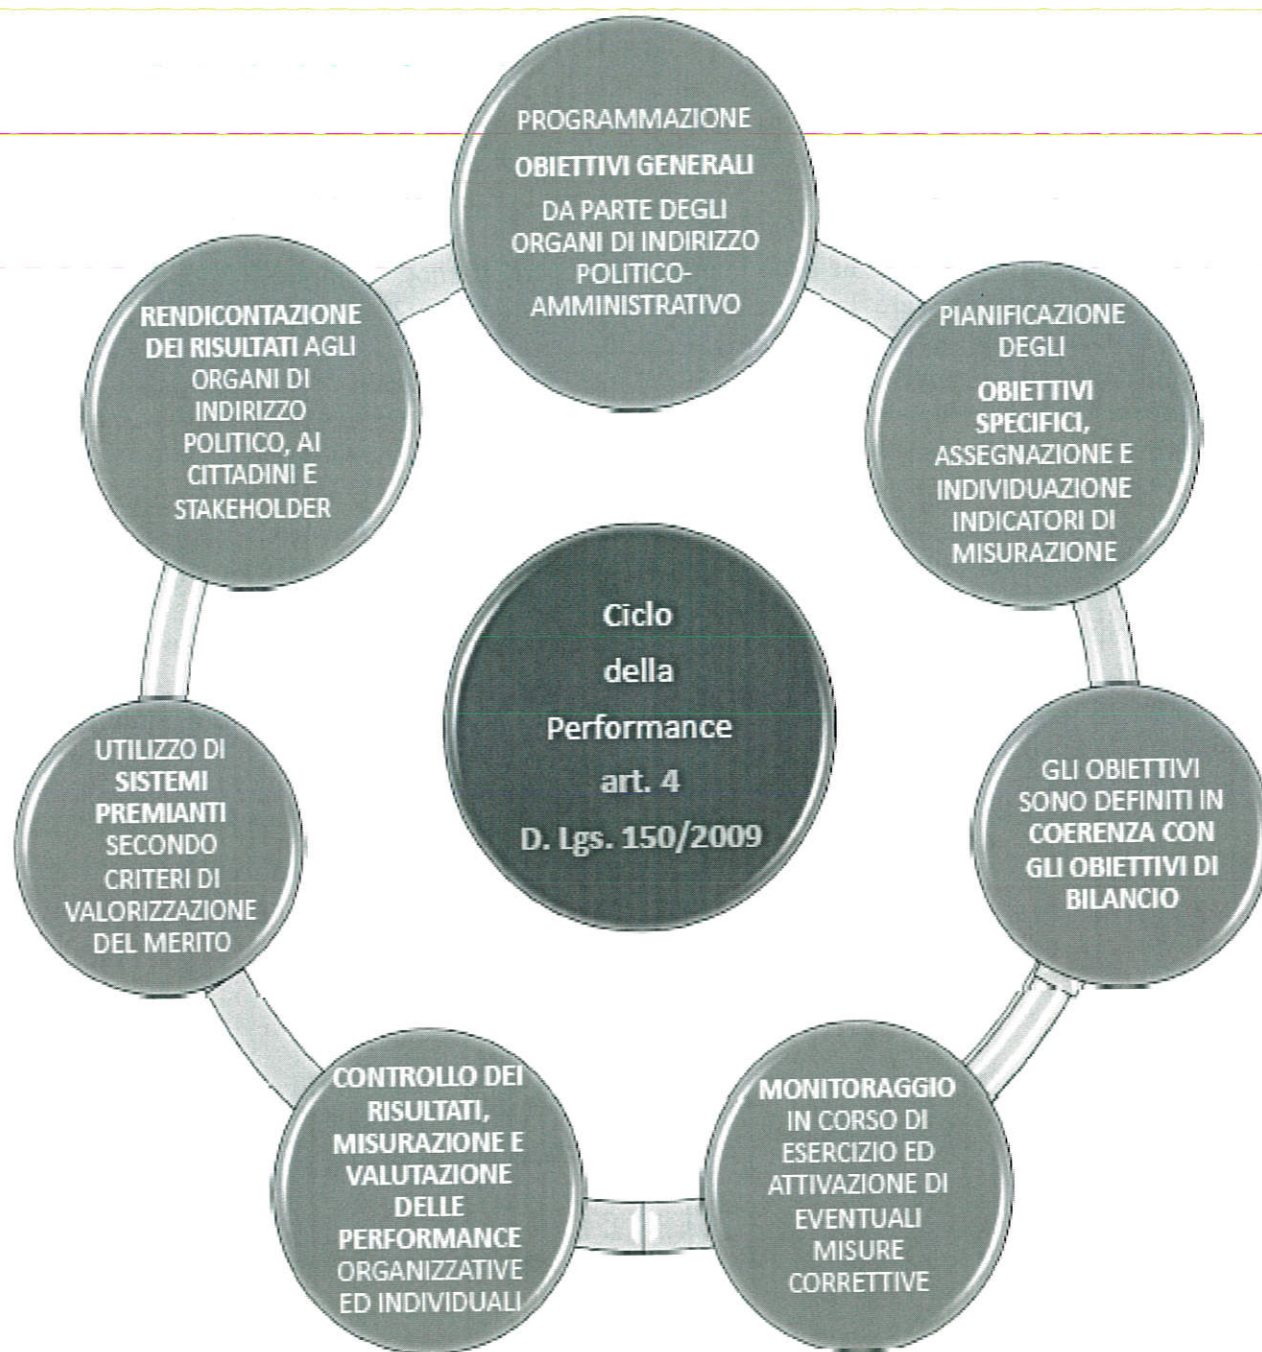 PROGRAMMAZIONE
OBIETTIVI GENERALI
DA PARTE DEGLI
ORGANI DI INDIRIZZO
POLITICO-
AMMINISTRATIVO
PIANIFICAZIONE
DEGLI
OBIETTIVI
SPECIFICI,
ASSEGNAZIONE E
INDIVIDUAZIONE
INDICATORI DI
MISURAZIONE
GLI OBIETTIVI
SONO DEFINITI IN
COERENZA CON
GLI OBIETTIVI DI
BILANCIO
MONITORAGGIO
IN CORSO DI
ESERCIZIO ED
ATTIVAZIONE DI
EVENTUALI
MISURE
CORRETTIVE
CONTROLLO DEI
RISULTATI,
MISURAZIONE E
VALUTAZIONE
DELLE
PERFORMANCE
ORGANIZZATIVE
ED INDIVIDUALI
UTILIZZO DI
SISTEMI
PREMIANTI
SECONDO
CRITERI DI
VALORIZZAZIONE
DEL MERITO
RENDICONTAZIONE
DEI RISULTATI AGLI
ORGANI DI
INDIRIZZO
POLITICO, AI
CITTADINI E
STAKEHOLDER
Ciclo
della
Performance
art. 4
D. Lgs. 150/2009